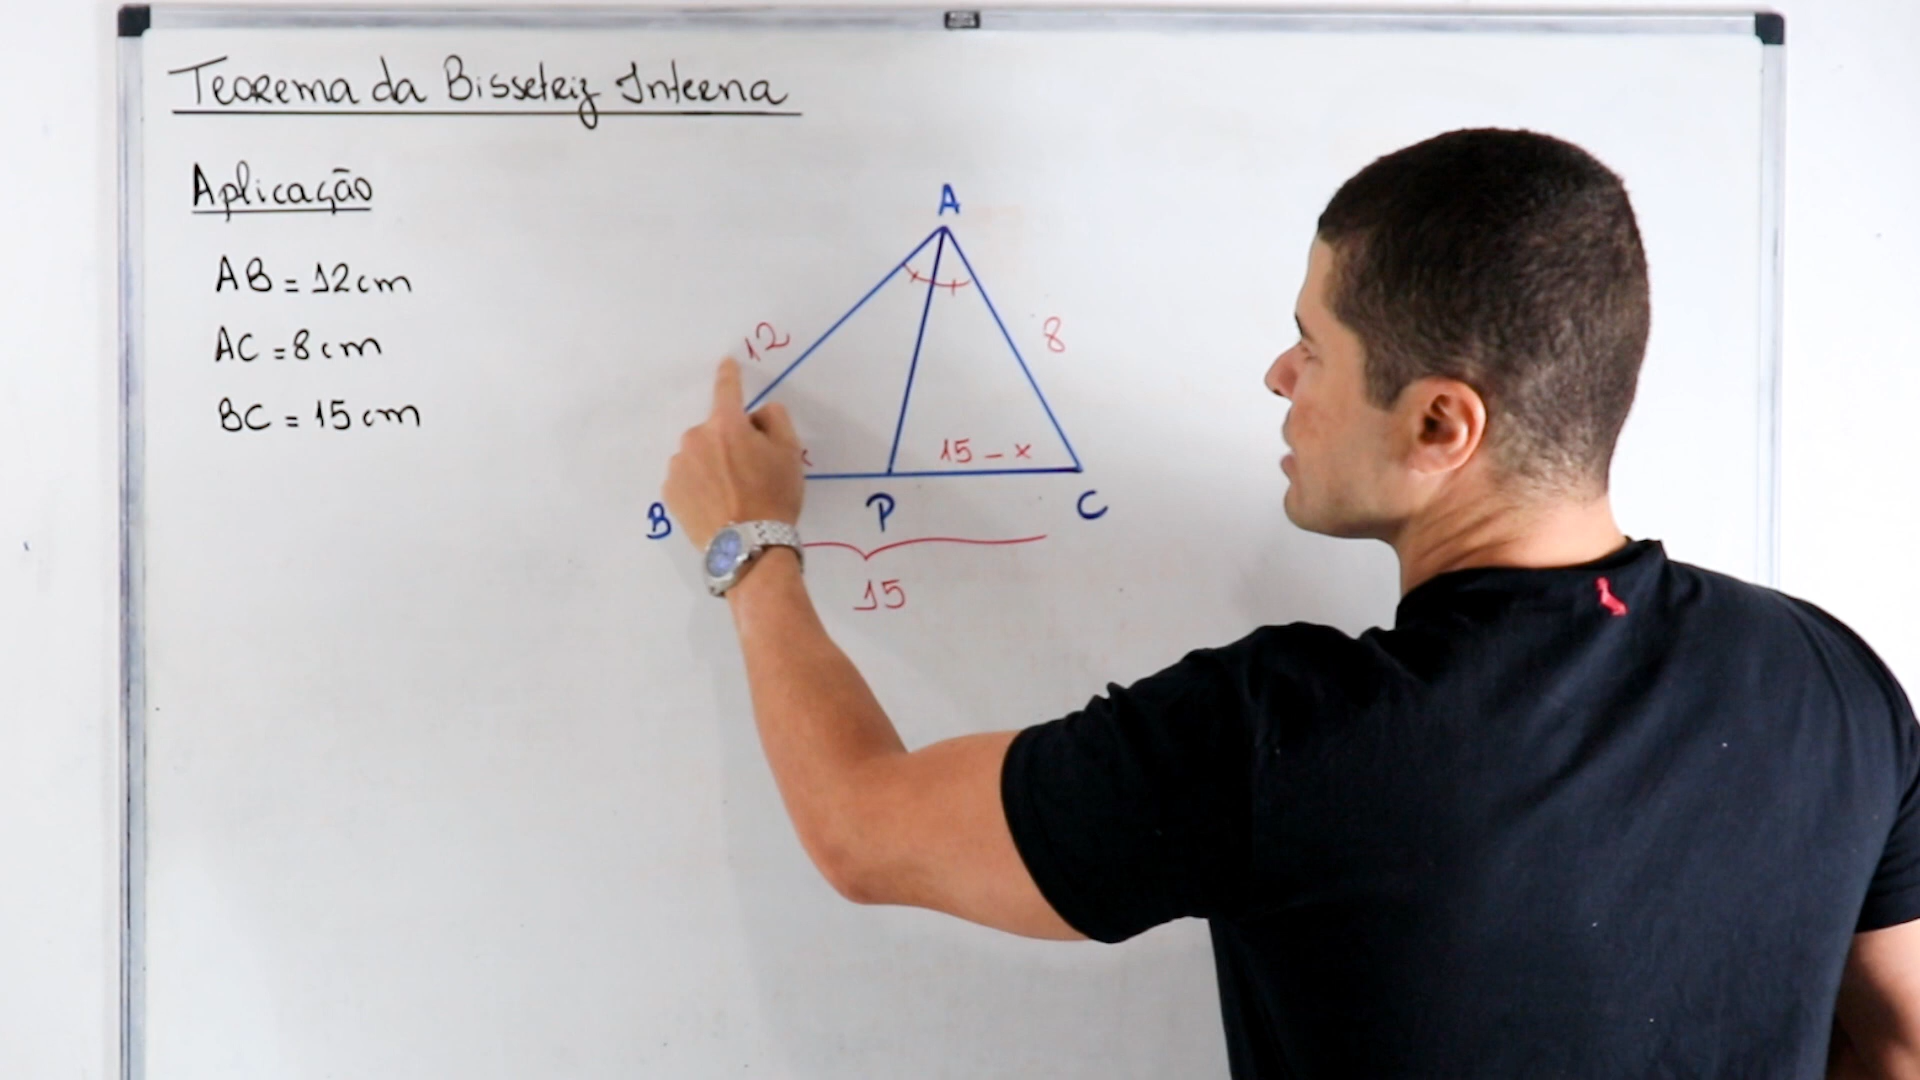 Teorema da Bissetriz Interna
Aplicação
AB = 12cm
AC = 8cm
BC = 15cm
A
12
8
15 - x
B
P
C
15